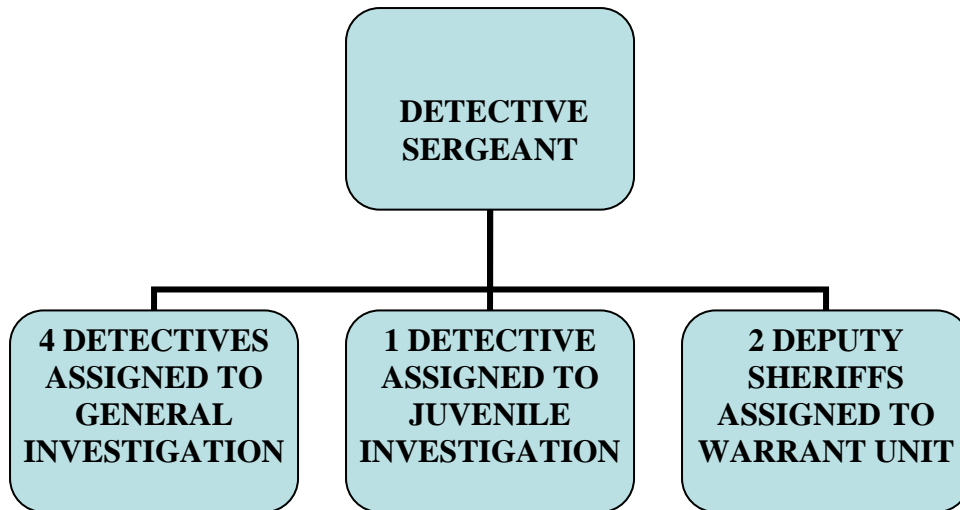 DETECTIVE
SERGEANT
4 DETECTIVES
ASSIGNED TO
GENERAL
INVESTIGATION
1 DETECTIVE
ASSIGNED TO
JUVENILE
INVESTIGATION
2 DEPUTY
SHERIFFS
ASSIGNED TO
WARRANT UNIT